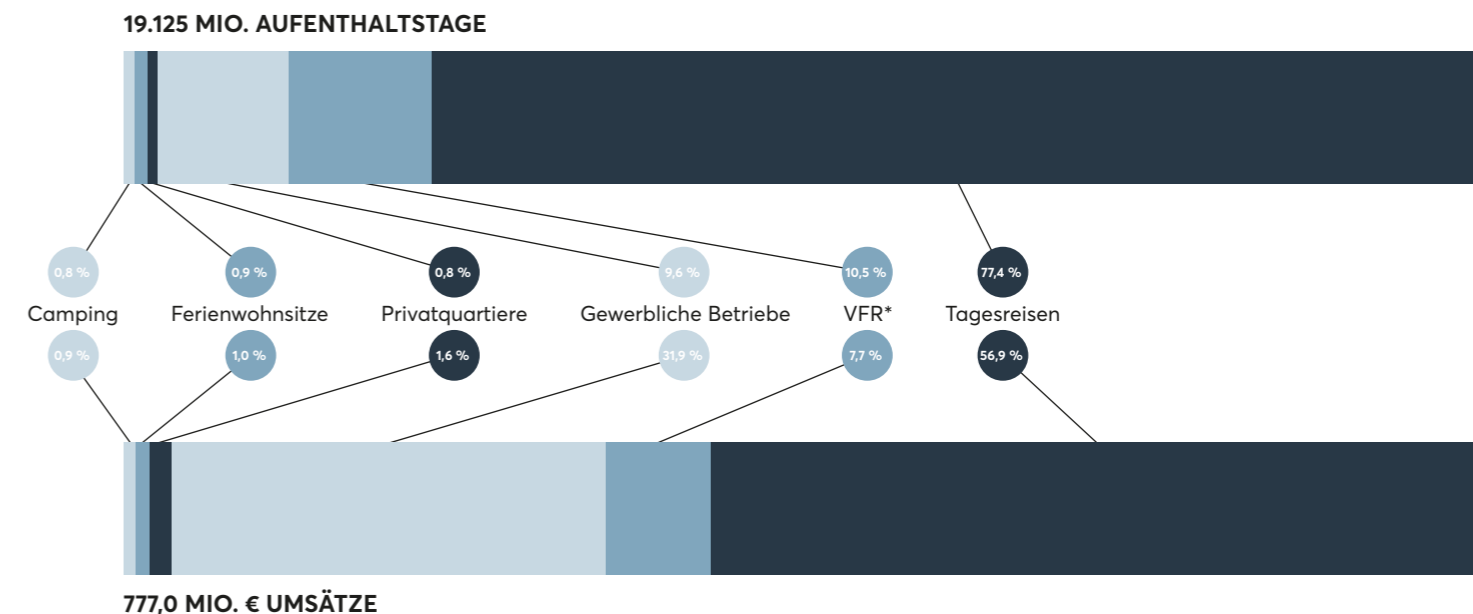 19.125 MIO. AUFENTHALTSTAGE
0,8 % 0,9 % 0,8 % 9,6 % 10,5 % 77,4 %
Camping Ferienwohnsitze Privatquartiere Gewerbliche Betriebe VFR* Tagesreisen
0,9 % 1,0 % 1,6 % 31,9 % 7,7 % 56,9 %
777,0 MIO. € UMSÄTZE